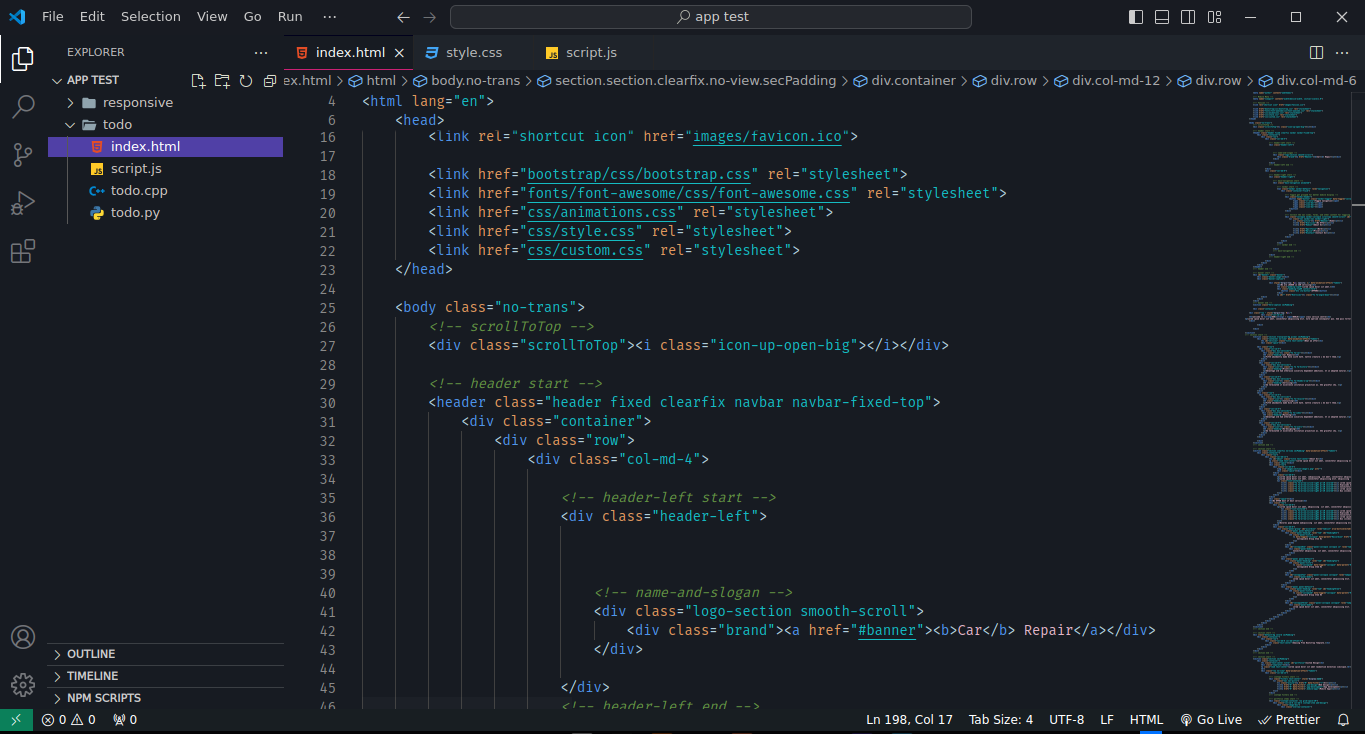 File Edit Selection View Go Run ··· app test
EXPLORER ···
APP TEST
responsive
todo
index.html
script.js
todo.cpp
todo.py
OUTLINE
TIMELINE
NPM SCRIPTS
index.html style.css script.js ···
ex.html > html > body.no-trans > section.section.clearfix.no-view.secPadding > div.container > div.row > div.col-md-12 > div.row > div.col-md-6
4 <html lang="en">
6 <head>
16 <link rel="shortcut icon" href="images/favicon.ico">
17
18 <link href="bootstrap/css/bootstrap.css" rel="stylesheet">
19 <link href="fonts/font-awesome/css/font-awesome.css" rel="stylesheet">
20 <link href="css/animations.css" rel="stylesheet">
21 <link href="css/style.css" rel="stylesheet">
22 <link href="css/custom.css" rel="stylesheet">
23 </head>
24
25 <body class="no-trans">
26 <!-- scrollToTop -->
27 <div class="scrollToTop"><i class="icon-up-open-big"></i></div>
28
29 <!-- header start -->
30 <header class="header fixed clearfix navbar navbar-fixed-top">
31 <div class="container">
32 <div class="row">
33 <div class="col-md-4">
34
35 <!-- header-left start -->
36 <div class="header-left">
37
38
39
40 <!-- name-and-slogan -->
41 <div class="logo-section smooth-scroll">
42 <div class="brand"><a href="#banner"><b>Car</b> Repair</a></div>
43 </div>
44
45 </div>
46 <!-- header-left end -->
0 0 0 Ln 198, Col 17 Tab Size: 4 UTF-8 LF HTML Go Live Prettier